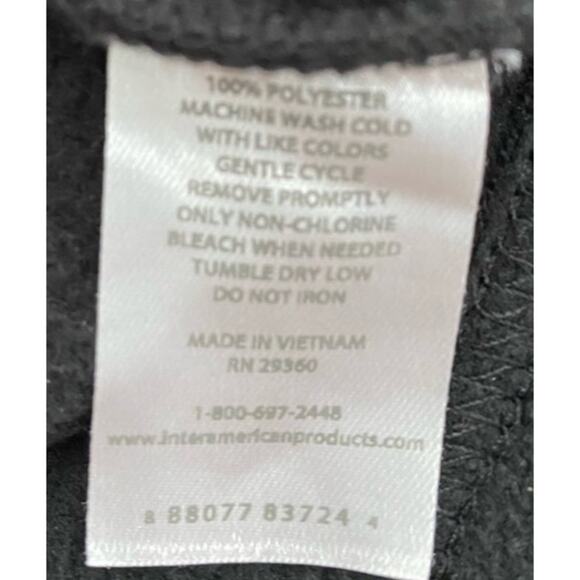 100% POLYESTER
MACHINE WASH COLD
WITH LIKE COLORS
GENTLE CYCLE
REMOVE PROMPTLY
ONLY NON-CHLORINE
BLEACH WHEN NEEDED
TUMBLE DRY LOW
DO NOT IRON
MADE IN VIETNAM
RN 29360
1-800-697-2448
www.interamericanproducts.com
8 88077 83724 4